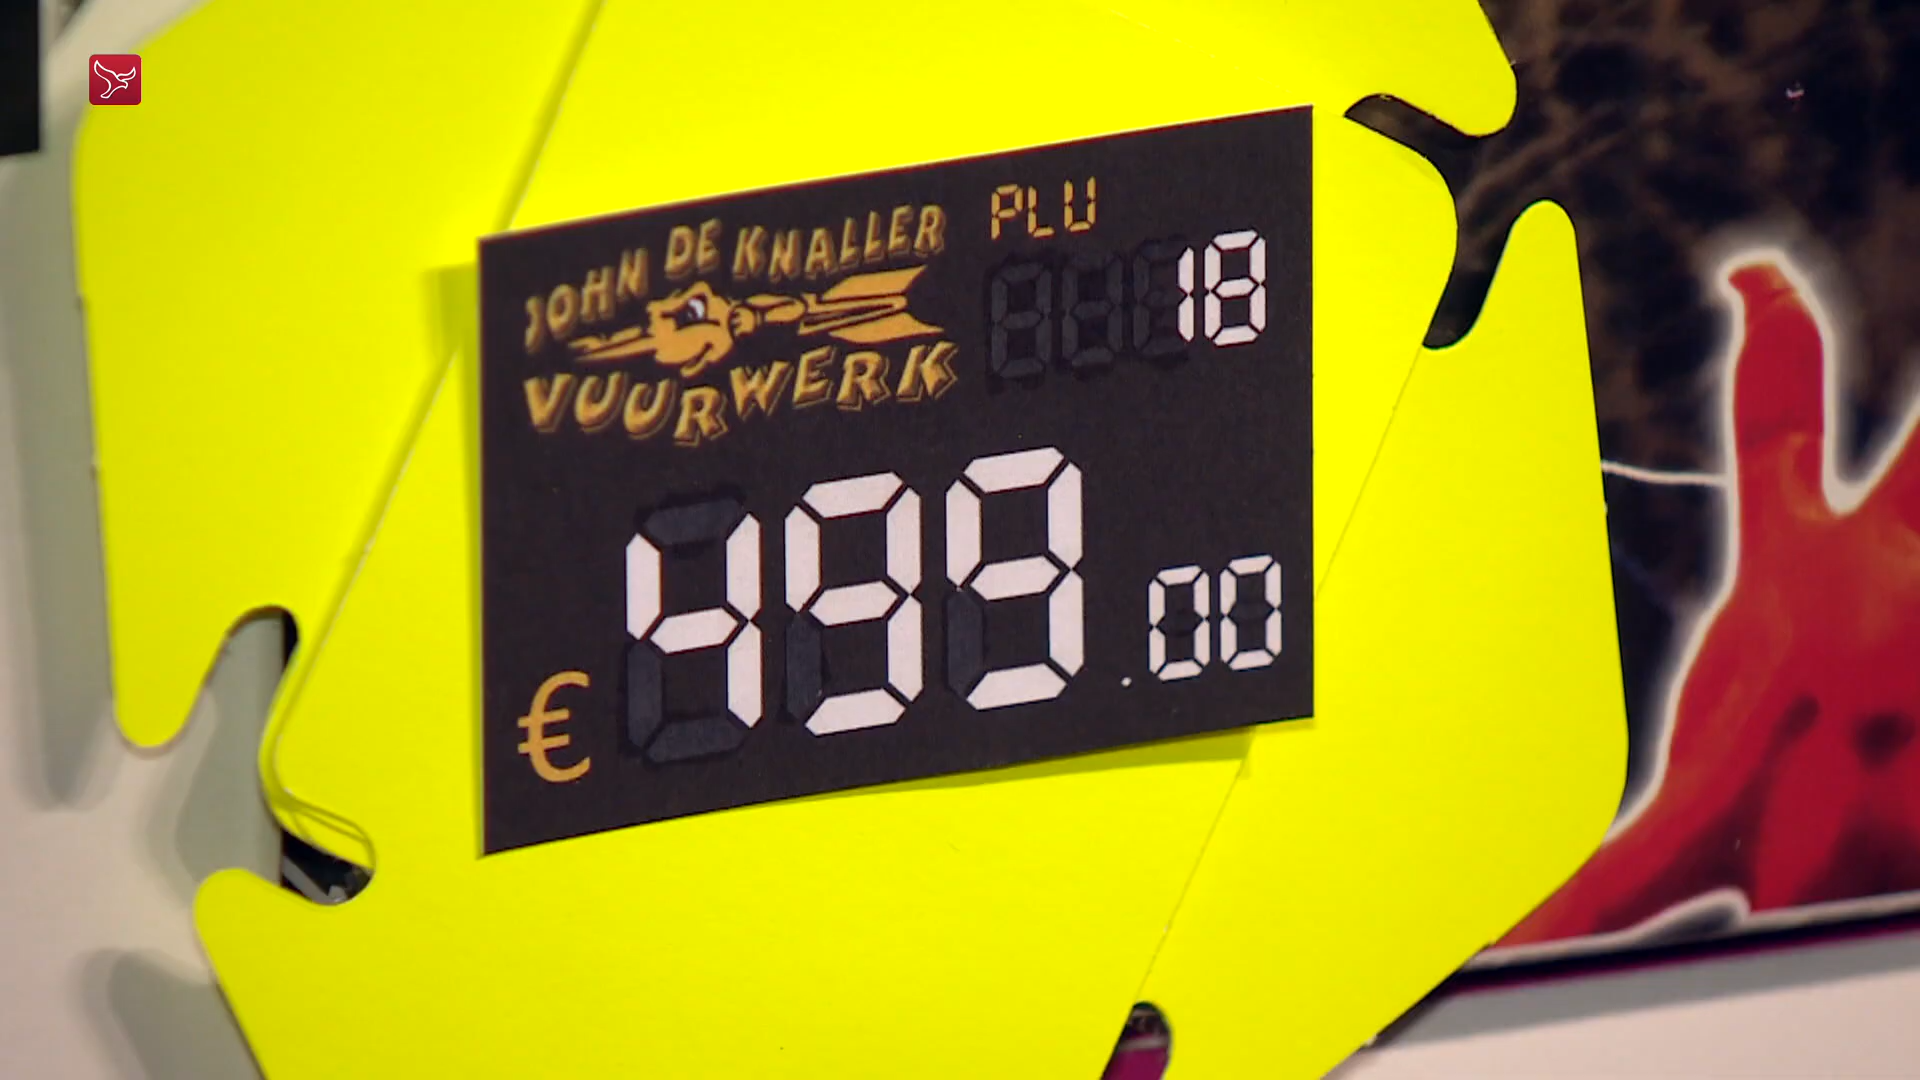 JOHN DE KNALLER
VUURWERK
PLU
18
€ 499.00